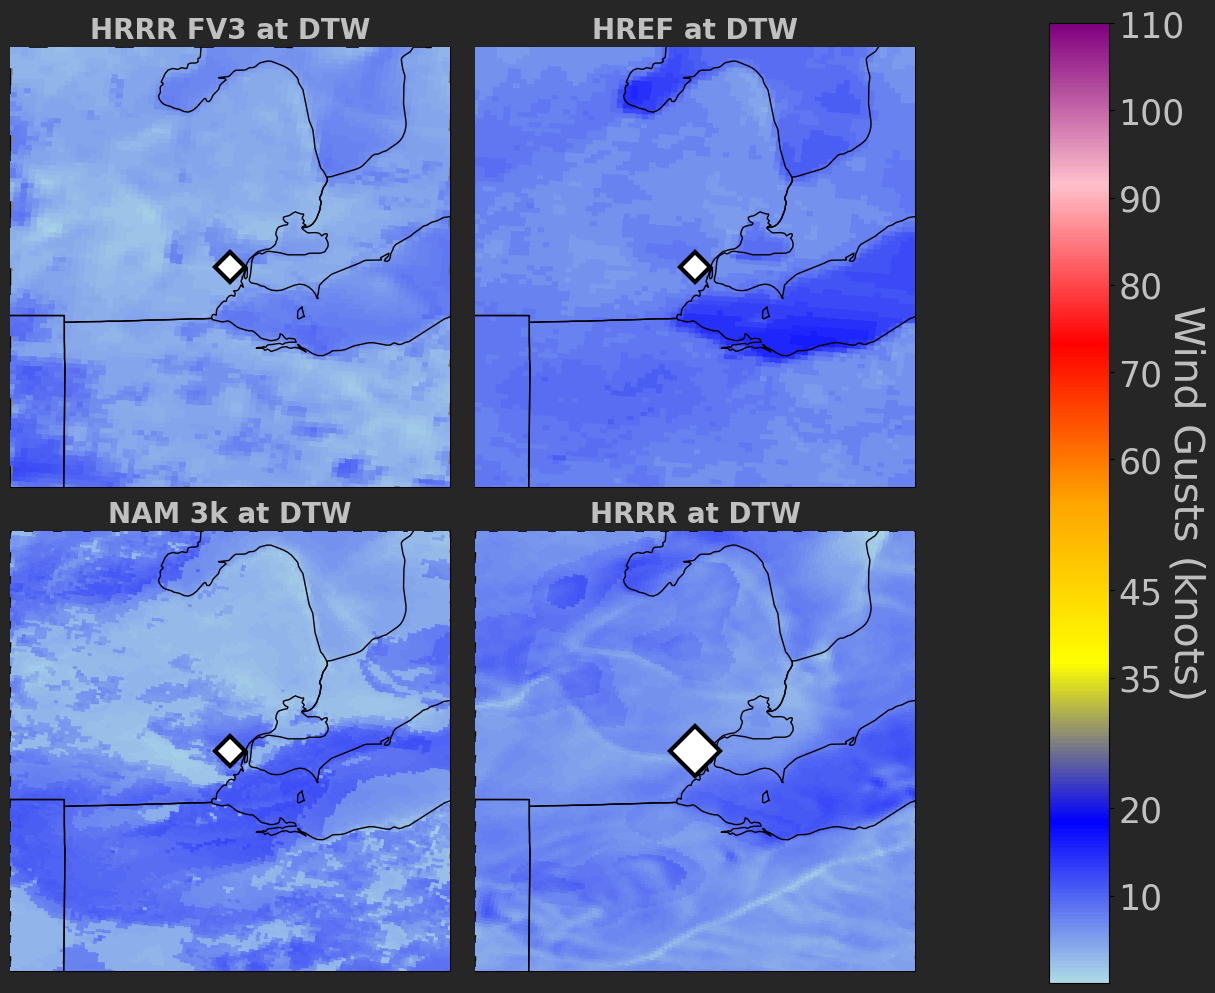 HRRR FV3 at DTW
HREF at DTW
NAM 3k at DTW
HRRR at DTW
110
100
90
80
70
60
45
35
20
10
Wind Gusts (knots)